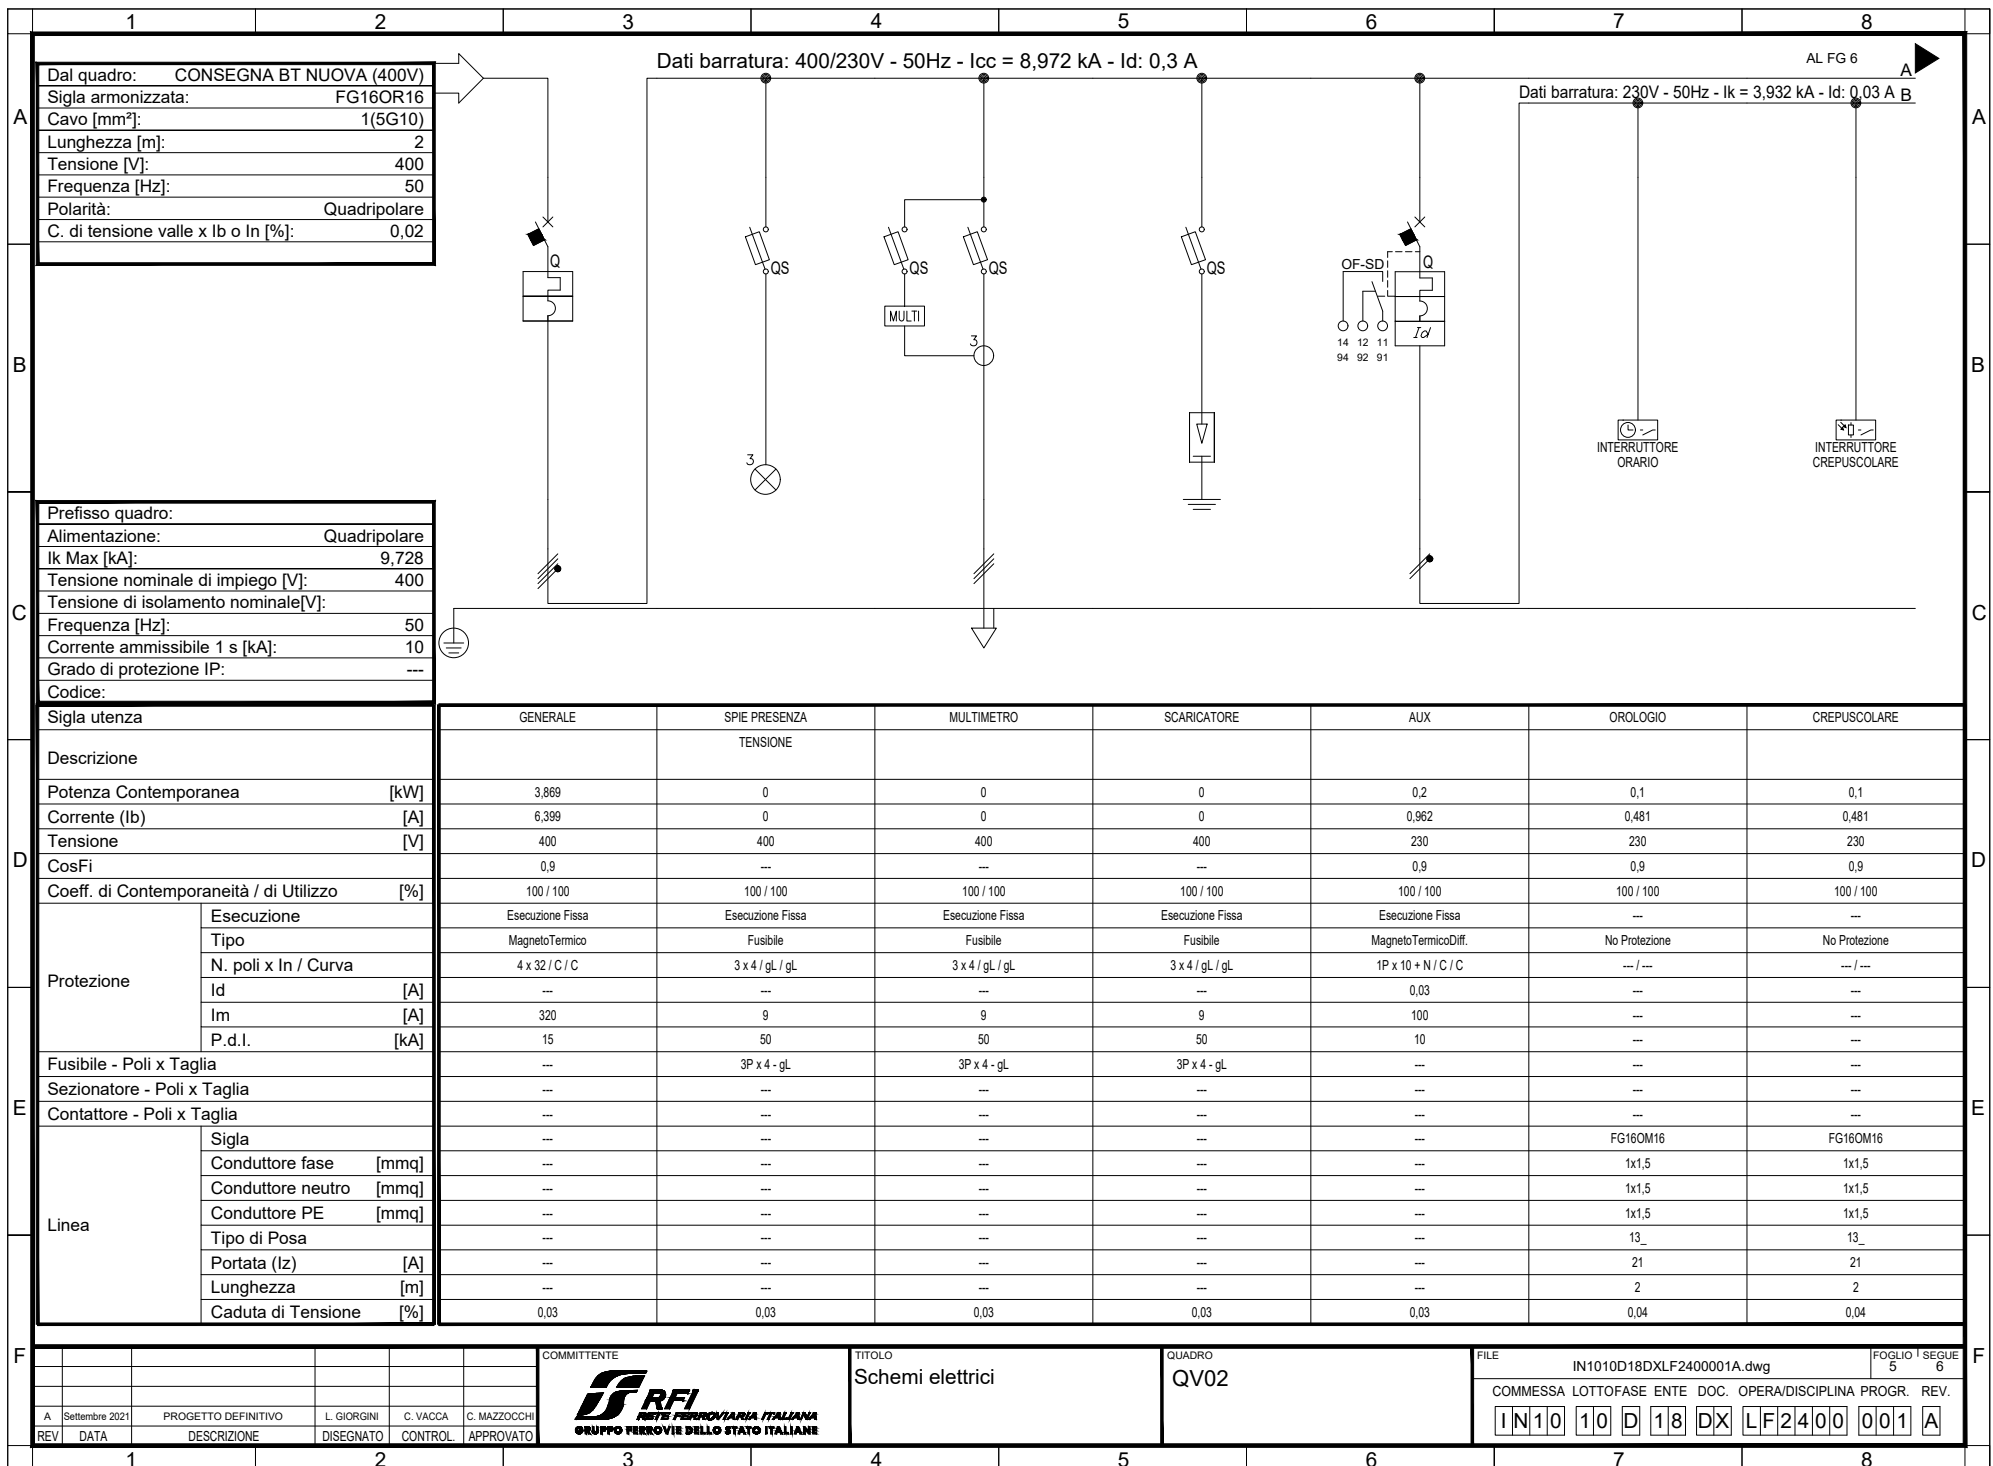 1 2 3 4 5 6 7 8
A
B
C
D
E
F
A
B
C
D
E
F
Dal quadro: CONSEGNA BT NUOVA (400V)
Sigla armonizzata: FG16OR16
Cavo [mm²]: 1(5G10)
Lunghezza [m]: 2
Tensione [V]: 400
Frequenza [Hz]: 50
Polarità: Quadripolare
C. di tensione valle x Ib o In [%]: 0,02
Dati barratura: 400/230V - 50Hz - Icc = 8,972 kA - Id: 0,3 A
AL FG 6
A
Dati barratura: 230V - 50Hz - Ik = 3,932 kA - Id: 0,03 A B
Q
QS
QS
QS
MULTI
3
3
QS
OF-SD
Q
Id
14 12 11
94 92 91
INTERRUTTORE
ORARIO
INTERRUTTORE
CREPUSCOLARE
Prefisso quadro:
Alimentazione: Quadripolare
Ik Max [kA]: 9,728
Tensione nominale di impiego [V]: 400
Tensione di isolamento nominale[V]:
Frequenza [Hz]: 50
Corrente ammissibile 1 s [kA]: 10
Grado di protezione IP: ---
Codice:
Sigla utenza GENERALE SPIE PRESENZA MULTIMETRO SCARICATORE AUX OROLOGIO CREPUSCOLARE
Descrizione TENSIONE
Potenza Contemporanea [kW] 3,869 0 0 0 0,2 0,1 0,1
Corrente (Ib) [A] 6,399 0 0 0 0,962 0,481 0,481
Tensione [V] 400 400 400 400 230 230 230
CosFi 0,9 --- --- --- 0,9 0,9 0,9
Coeff. di Contemporaneità / di Utilizzo [%] 100 / 100 100 / 100 100 / 100 100 / 100 100 / 100 100 / 100 100 / 100
Protezione
Esecuzione Esecuzione Fissa Esecuzione Fissa Esecuzione Fissa Esecuzione Fissa Esecuzione Fissa --- ---
Tipo MagnetoTermico Fusibile Fusibile Fusibile MagnetoTermicoDiff. No Protezione No Protezione
N. poli x In / Curva 4 x 32 / C / C 3 x 4 / gL / gL 3 x 4 / gL / gL 3 x 4 / gL / gL 1P x 10 + N / C / C --- / --- --- / ---
Id [A] --- --- --- --- 0,03 --- ---
Im [A] 320 9 9 9 100 --- ---
P.d.I. [kA] 15 50 50 50 10 --- ---
Fusibile - Poli x Taglia --- 3P x 4 - gL 3P x 4 - gL 3P x 4 - gL --- --- ---
Sezionatore - Poli x Taglia --- --- --- --- --- --- ---
Contattore - Poli x Taglia --- --- --- --- --- --- ---
Linea
Sigla --- --- --- --- --- FG16OM16 FG16OM16
Conduttore fase [mmq] --- --- --- --- --- 1x1,5 1x1,5
Conduttore neutro [mmq] --- --- --- --- --- 1x1,5 1x1,5
Conduttore PE [mmq] --- --- --- --- --- 1x1,5 1x1,5
Tipo di Posa --- --- --- --- --- 13_ 13_
Portata (Iz) [A] --- --- --- --- --- 21 21
Lunghezza [m] --- --- --- --- --- 2 2
Caduta di Tensione [%] 0,03 0,03 0,03 0,03 0,03 0,04 0,04
A Settembre 2021 PROGETTO DEFINITIVO L. GIORGINI C. VACCA C. MAZZOCCHI
REV DATA DESCRIZIONE DISEGNATO CONTROL. APPROVATO
COMMITTENTE
RFI
RETE FERROVIARIA ITALIANA
GRUPPO FERROVIE DELLO STATO ITALIANE
TITOLO
Schemi elettrici
QUADRO
QV02
FILE
IN1010D18DXLF2400001A.dwg
FOGLIO SEGUE
5 6
COMMESSA LOTTO FASE ENTE DOC. OPERA/DISCIPLINA PROGR. REV.
IN10 10 D 18 DX LF2400 001 A
1 2 3 4 5 6 7 8